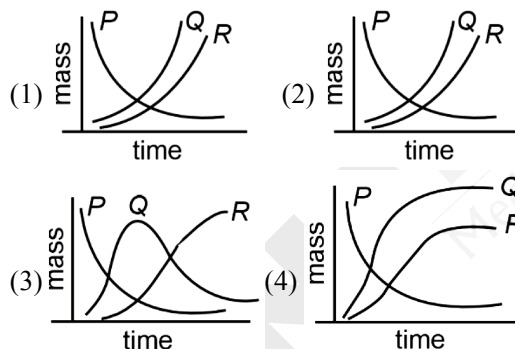 P Q R
mass
(1)
time
P Q R
mass
(2)
time
P Q R
mass
(3)
time
P Q
mass
(4)
time